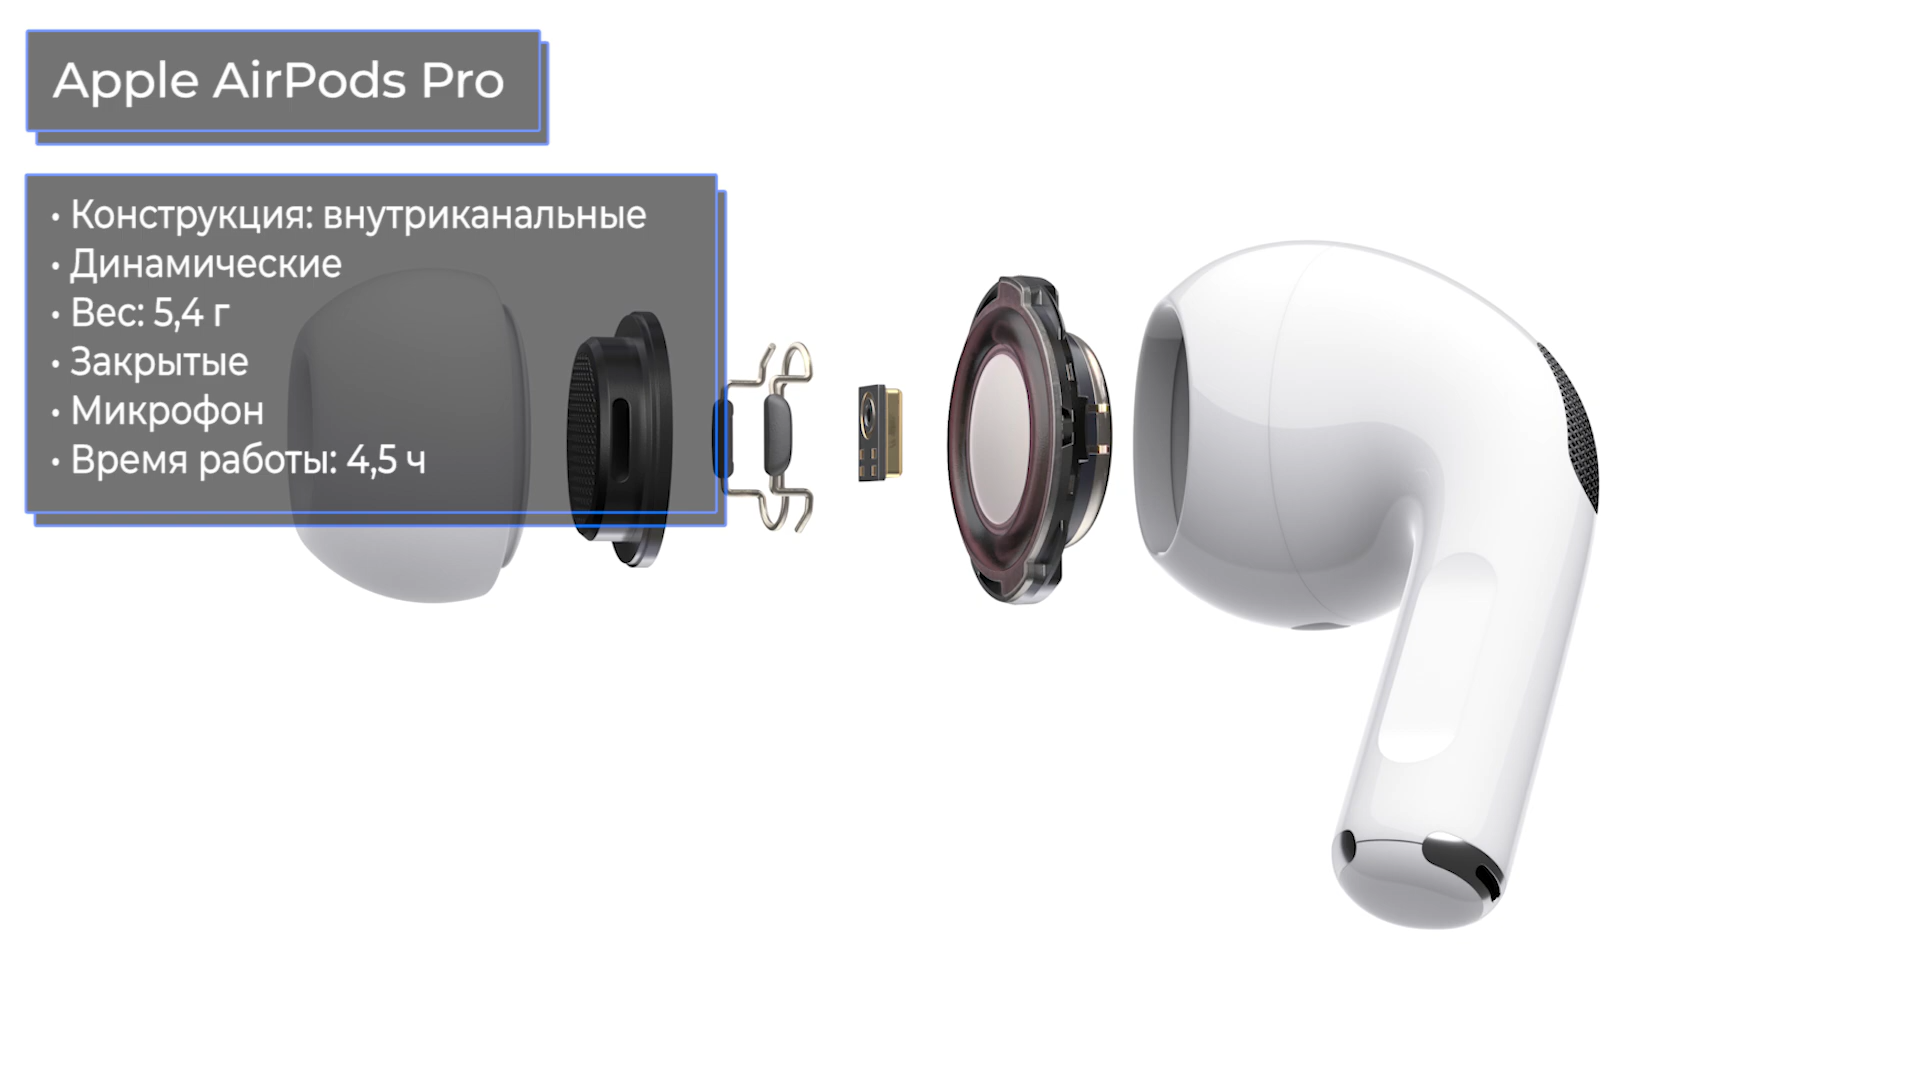 Apple AirPods Pro
• Конструкция: внутриканальные
• Динамические
• Вес: 5,4 г
• Закрытые
• Микрофон
• Время работы: 4,5 ч